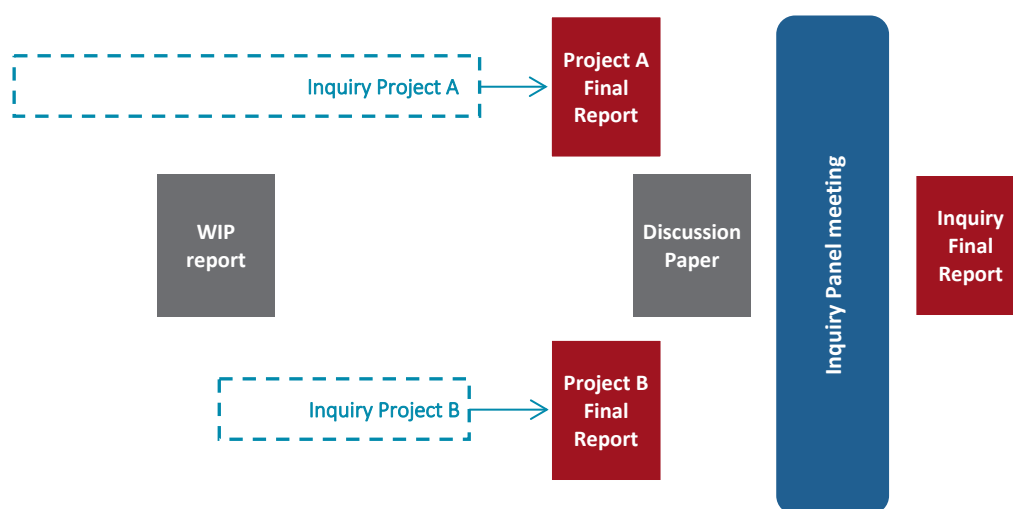 Inquiry Project A
Project A
Final
Report
WIP
report
Discussion
Paper
Inquiry Panel meeting
Inquiry
Final
Report
Inquiry Project B
Project B
Final
Report